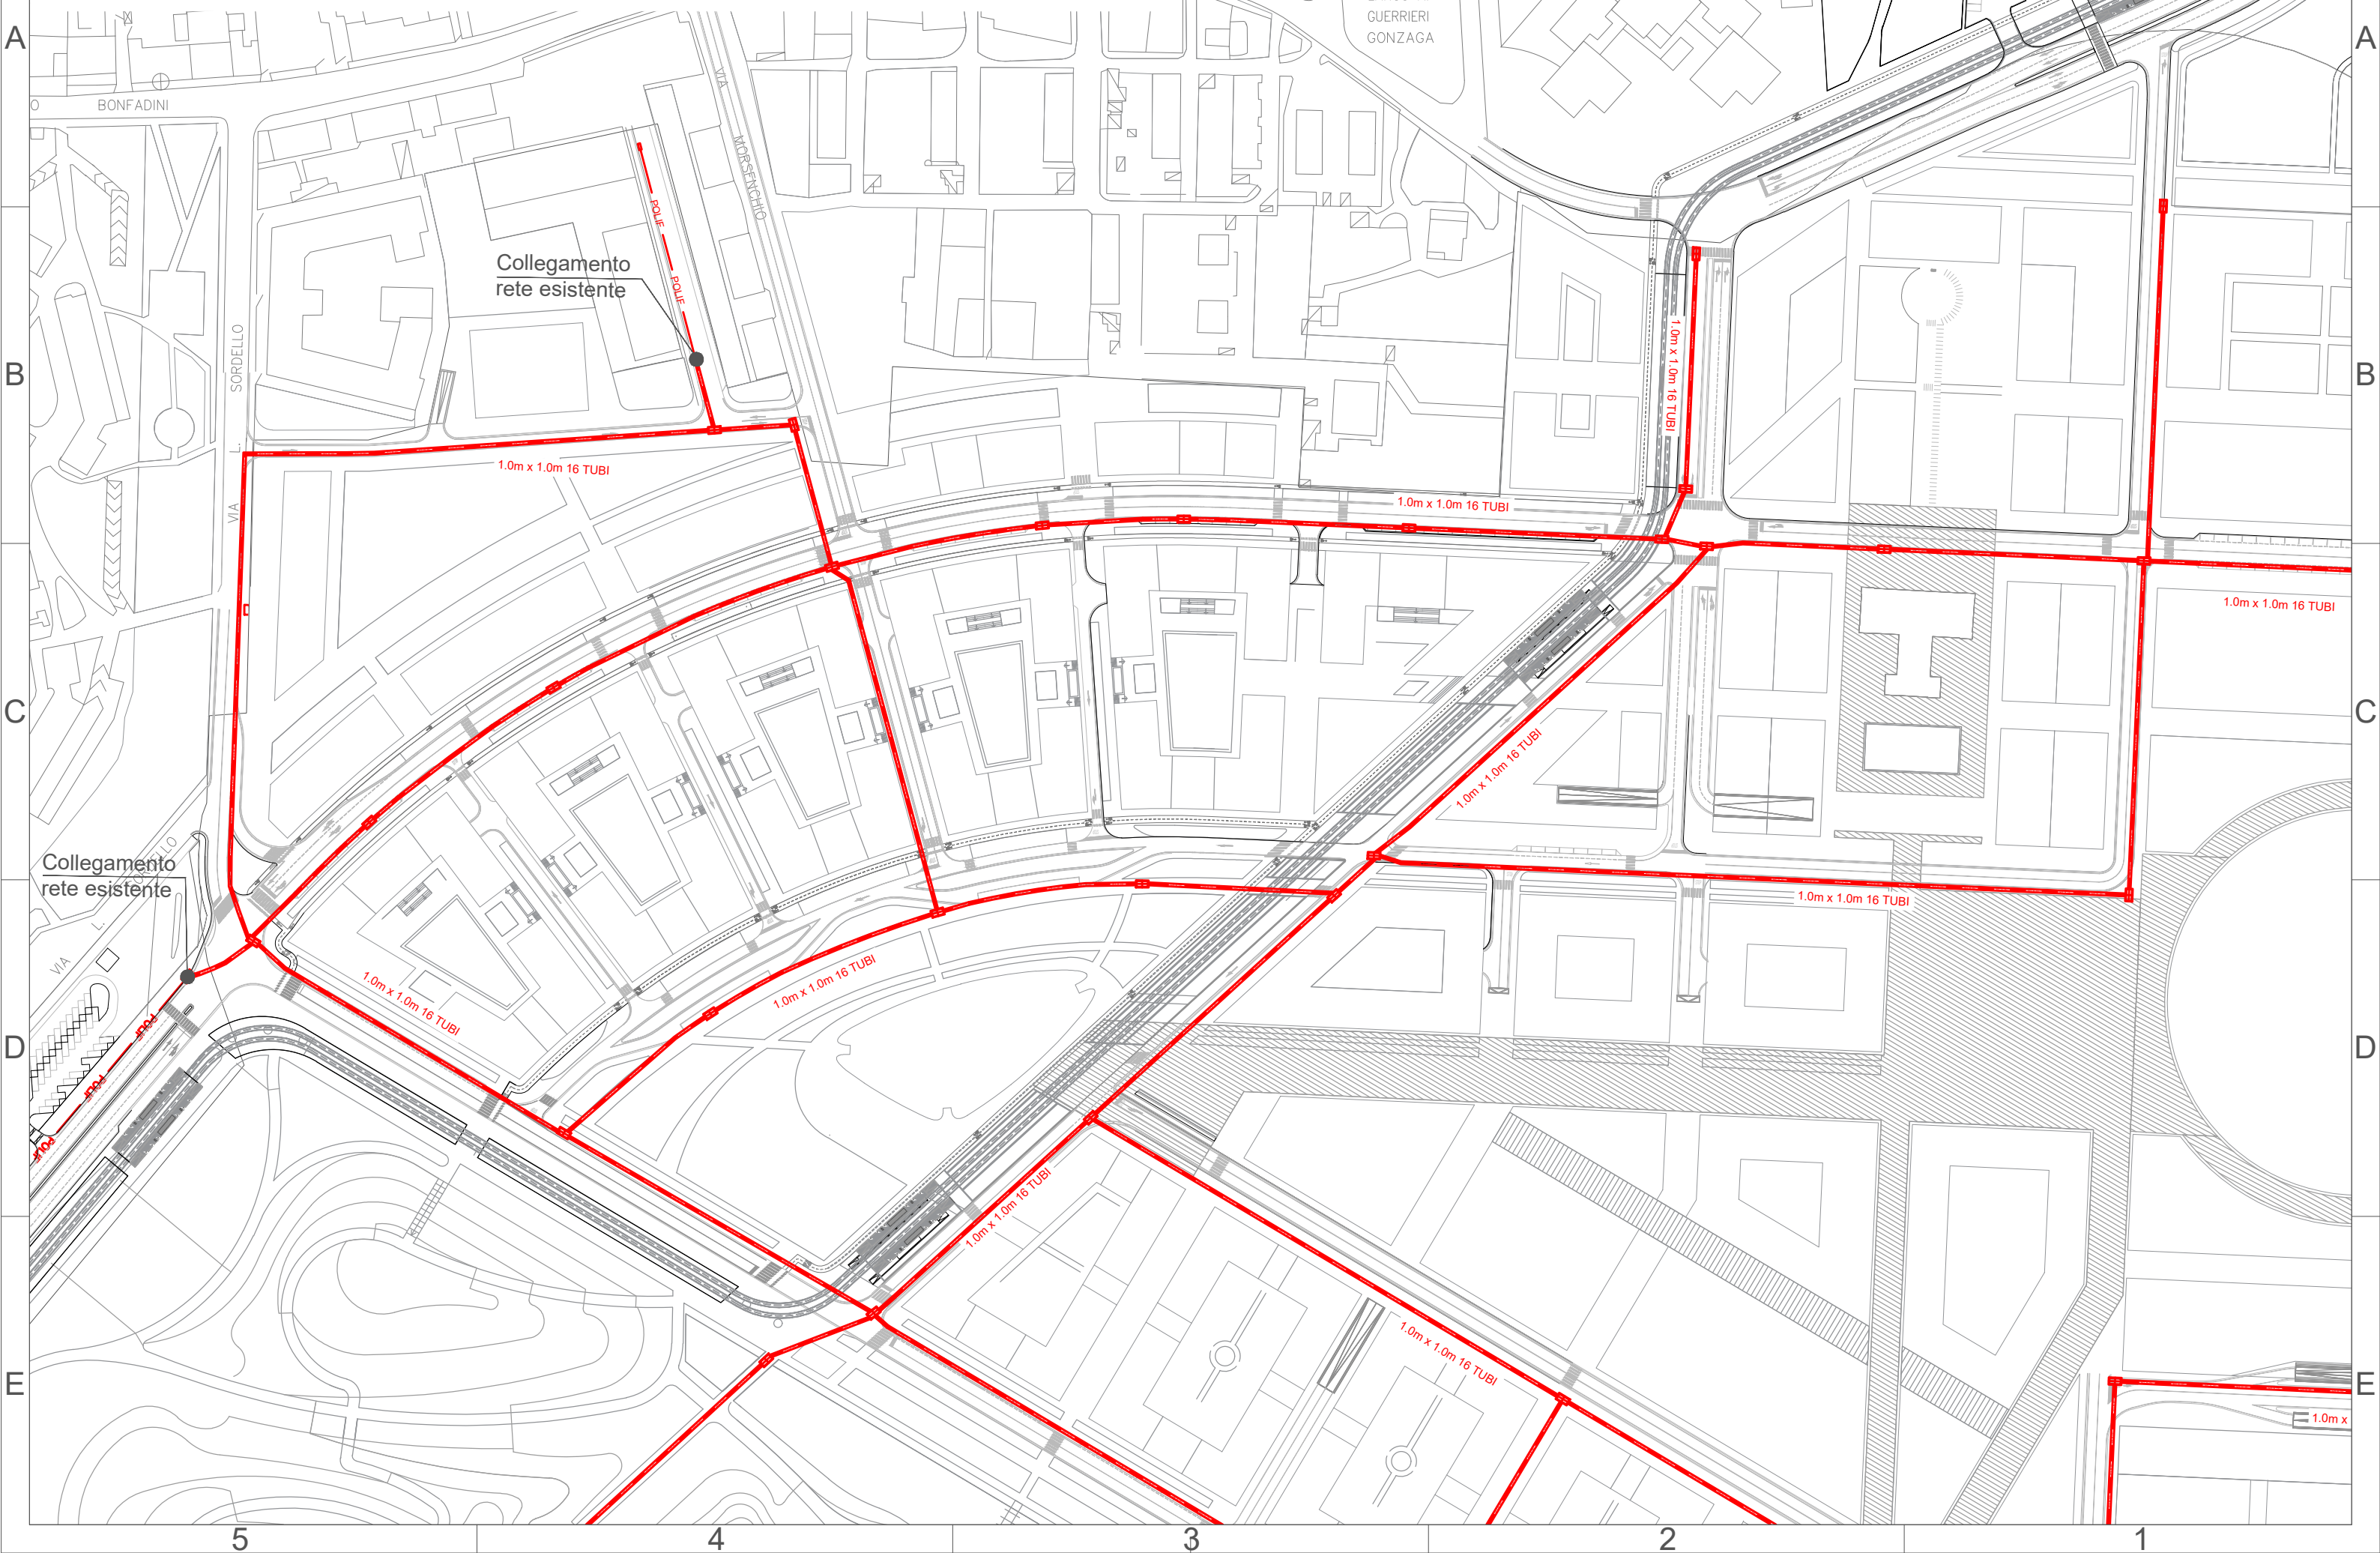 A
GUERRIERI
GONZAGA
A
BONFADINI
VIA
MORSENCHIO
POLIF
POLIF
Collegamento
rete esistente
B
SORDELLO
L.
VIA
1.0m x 1.0m 16 TUBI
1.0m x 1.0m 16 TUBI
1.0m x 1.0m 16 TUBI
B
1.0m x 1.0m 16 TUBI
C
1.0m x 1.0m 16 TUBI
C
Collegamento
rete esistente
L.
VIA
1.0m x 1.0m 16 TUBI
1.0m x 1.0m 16 TUBI
1.0m x 1.0m 16 TUBI
D
POLIF
POLIF
POLIF
D
1.0m x 1.0m 16 TUBI
1.0m x 1.0m 16 TUBI
E
E
1.0m x
5
4
3
2
1